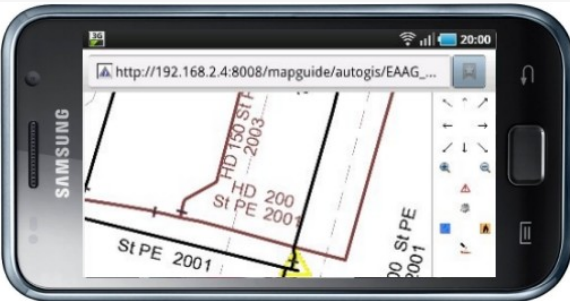 3G
20:00
http://192.168.2.4:8008/mapguide/autogis/EAAG_...
SAMSUNG
HD 150 St P
2003
HD 200
St PE 2001
St PE 2001
00 St PE
2001